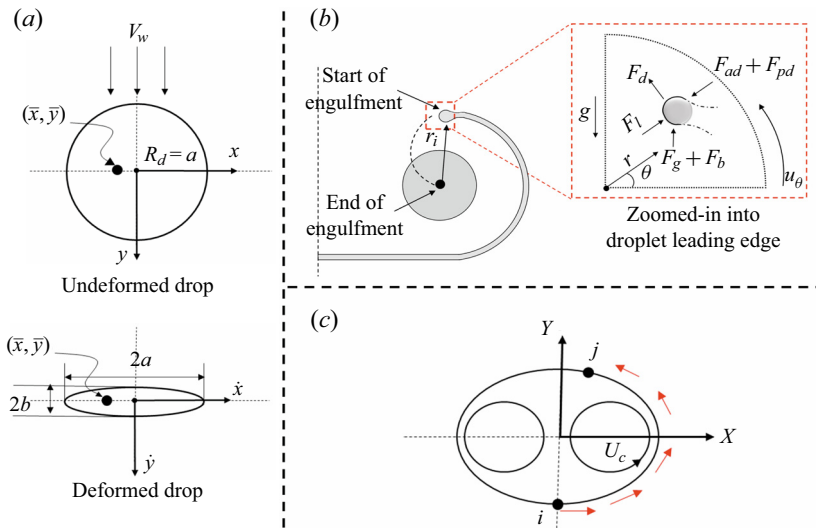 (a)
V_w
(x̅, y̅)
R_d = a
x
y
Undeformed drop
(x̅, y̅)
2a
2b
ẋ
ẏ
Deformed drop
(b)
Start of
engulfment
r_i
End of
engulfment
F_d
F_ad + F_pd
g
F_l
F_g + F_b
r
θ
u_θ
Zoomed-in into
droplet leading edge
(c)
Y
j
X
U_c
i